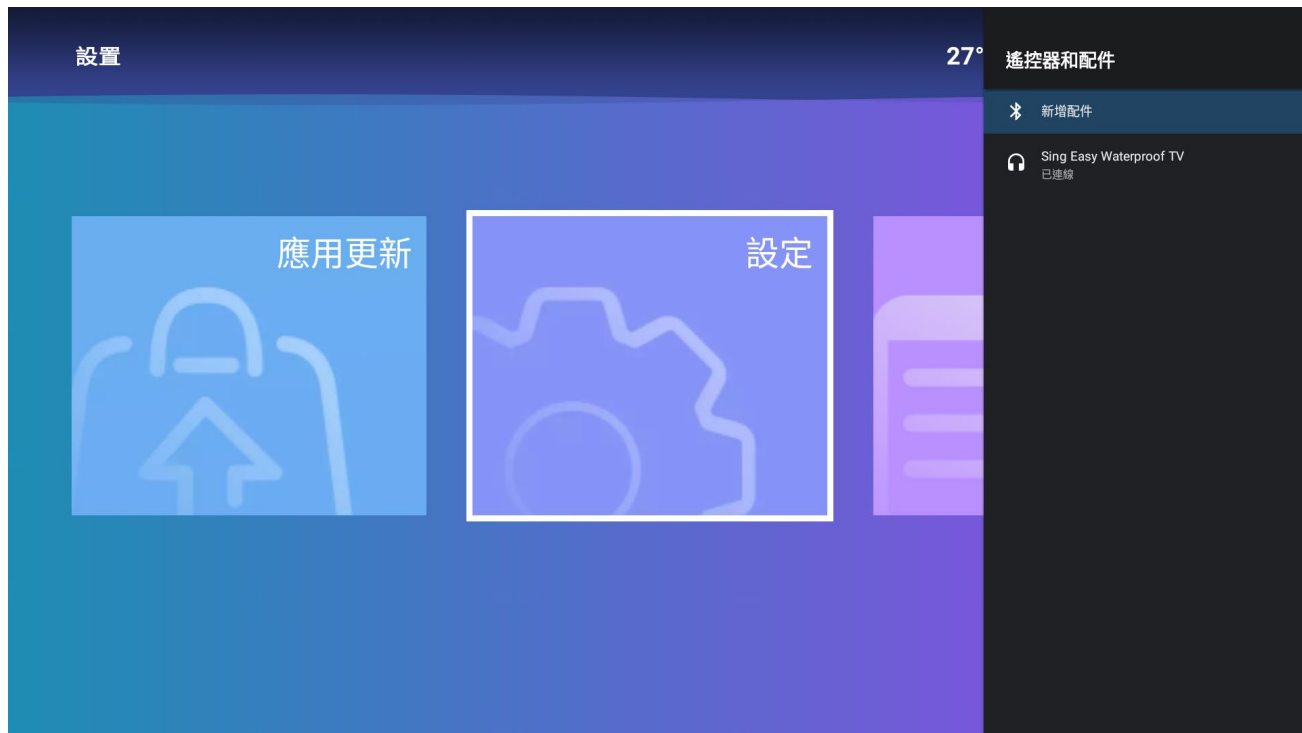 設置
27°
應用更新
設定
遙控器和配件
新增配件
Sing Easy Waterproof TV
已連線